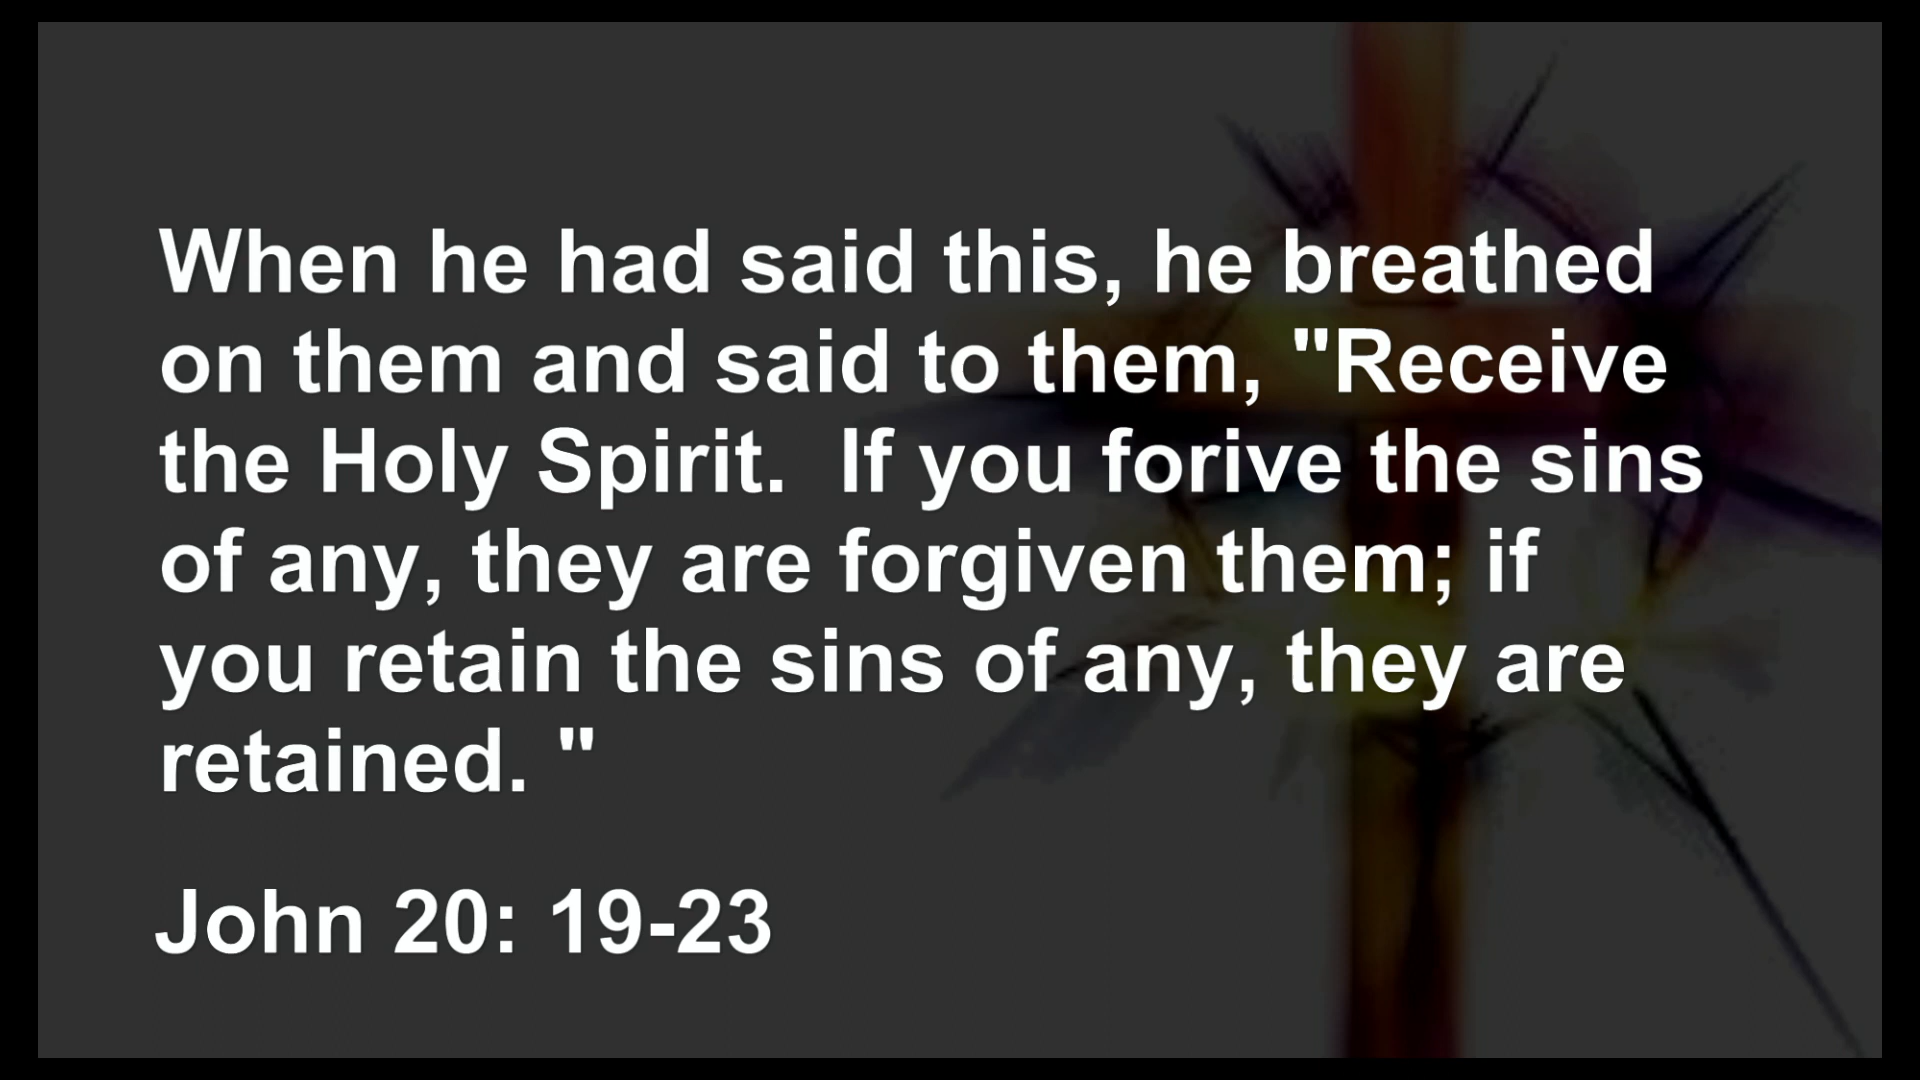 When he had said this, he breathed
on them and said to them, "Receive
the Holy Spirit.  If you forive the sins
of any, they are forgiven them; if
you retain the sins of any, they are
retained. "
John 20: 19-23